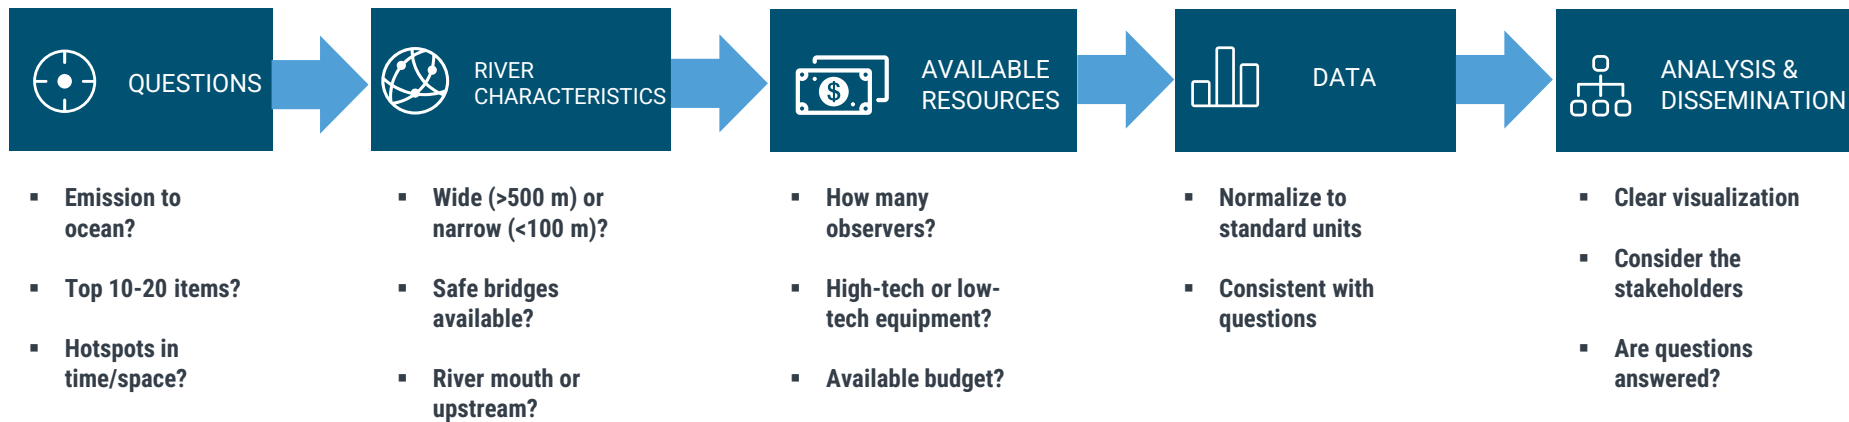 QUESTIONS
RIVER
CHARACTERISTICS
$
AVAILABLE
RESOURCES
DATA
ANALYSIS &
DISSEMINATION
▪ Emission to
ocean?
▪ Top 10-20 items?
▪ Hotspots in
time/space?
▪ Wide (>500 m) or
narrow (<100 m)?
▪ Safe bridges
available?
▪ River mouth or
upstream?
▪ How many
observers?
▪ High-tech or low-
tech equipment?
▪ Available budget?
▪ Normalize to
standard units
▪ Consistent with
questions
▪ Clear visualization
▪ Consider the
stakeholders
▪ Are questions
answered?